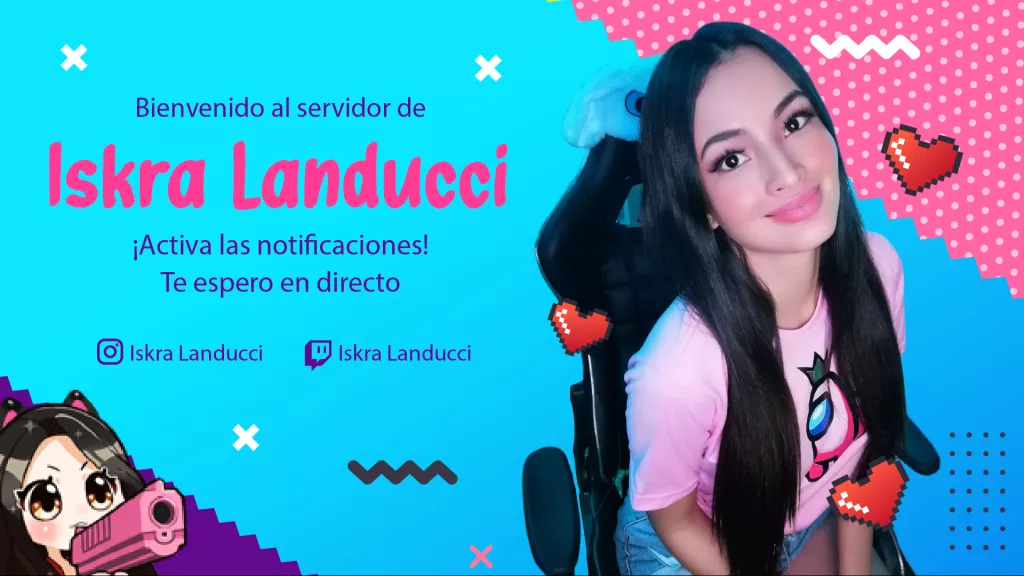 Bienvenido al servidor de
Iskra Landucci
¡Activa las notificaciones!
Te espero en directo
Iskra Landucci
Iskra Landucci